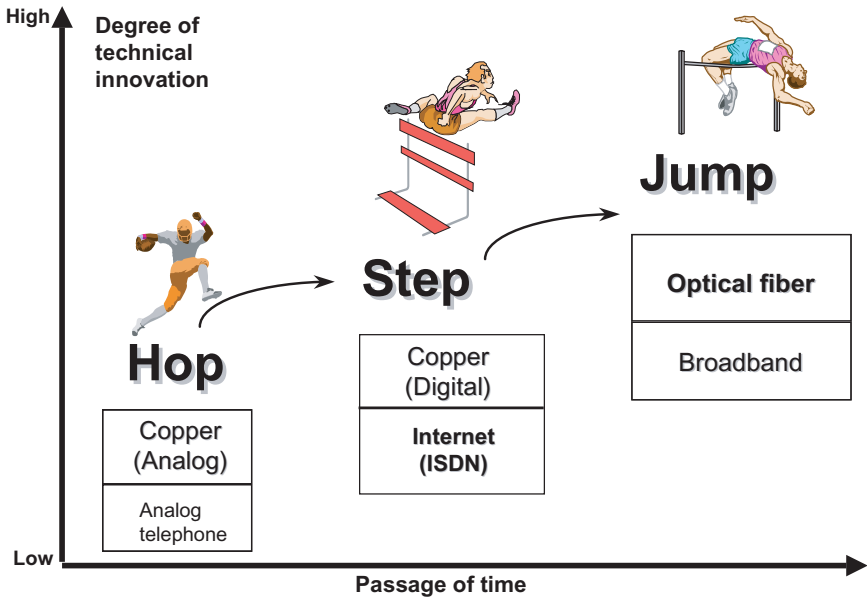 High
Degree of
technical
innovation
Jump
Step
Optical fiber
Hop
Copper
(Digital)
Broadband
Copper
(Analog)
Internet
(ISDN)
Analog
telephone
Low
Passage of time